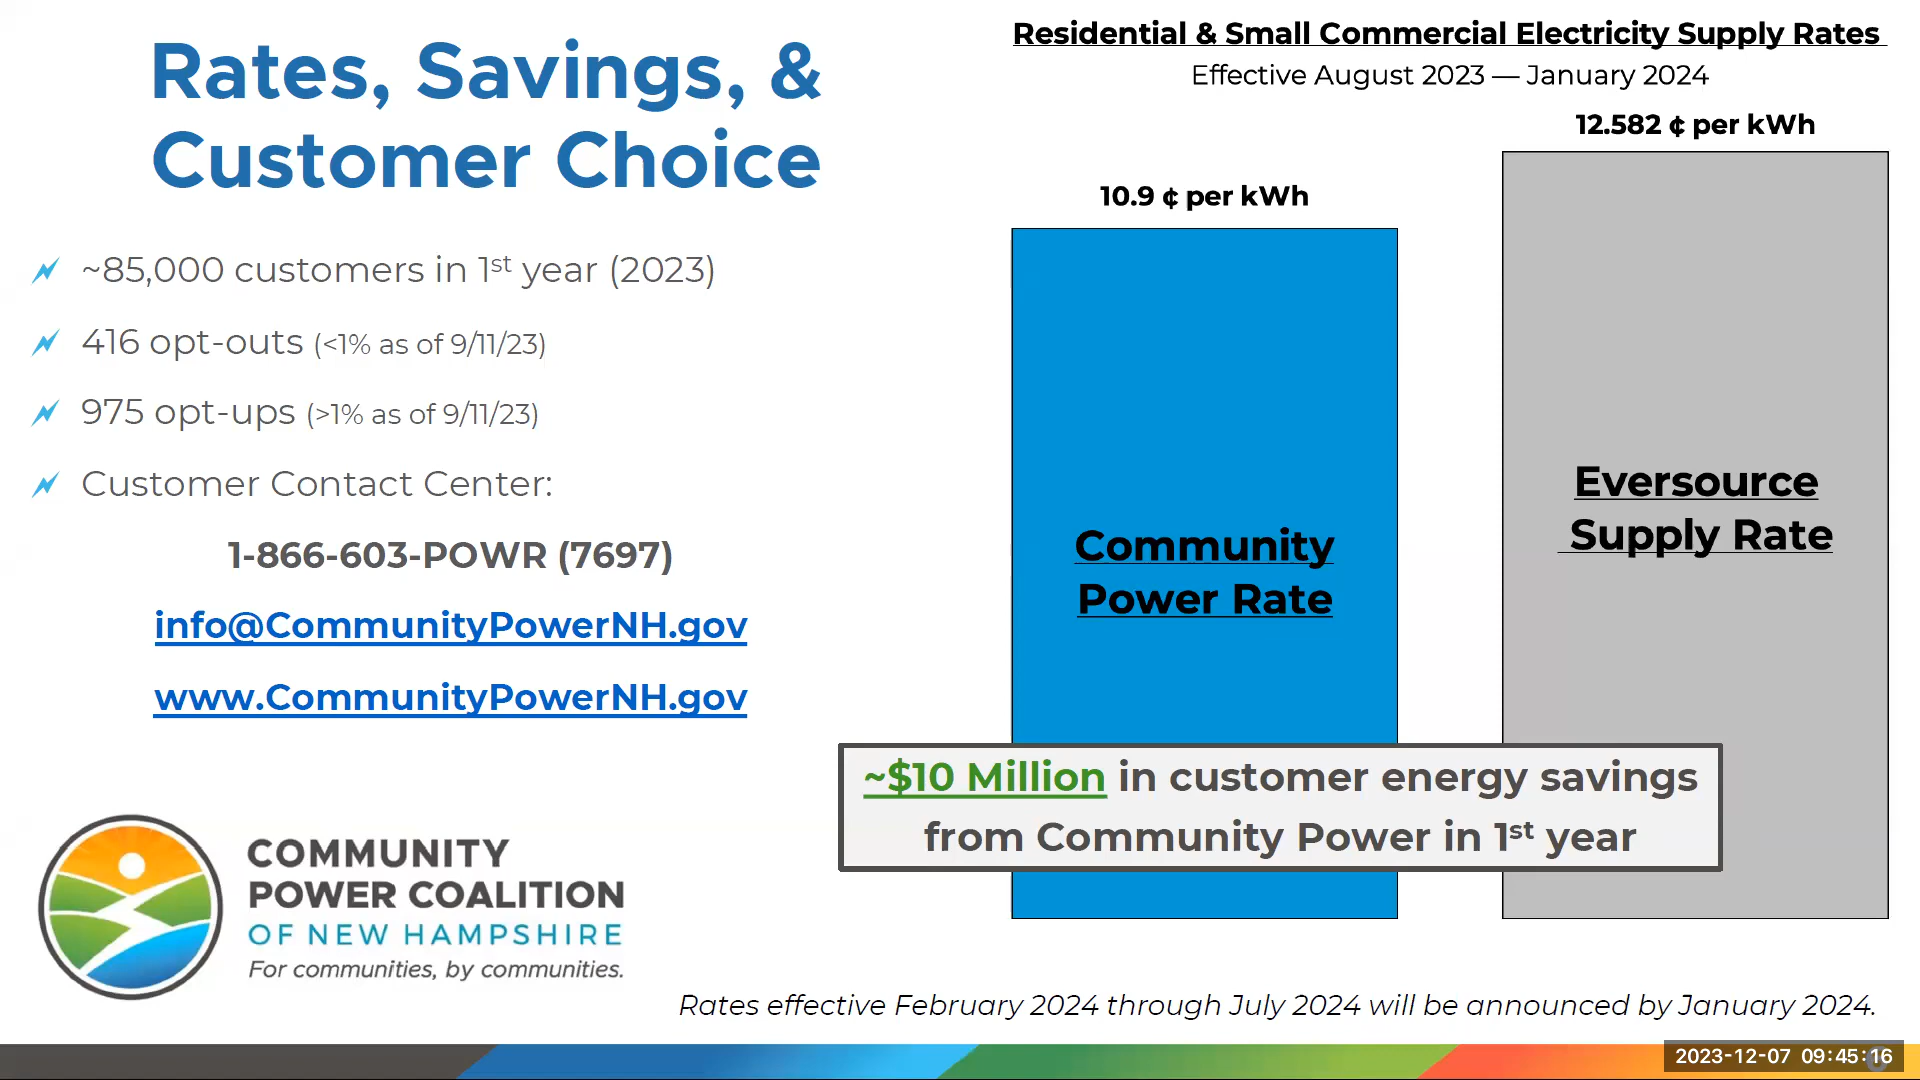 Rates, Savings, &
Customer Choice
~85,000 customers in 1st year (2023)
416 opt-outs (<1% as of 9/11/23)
975 opt-ups (>1% as of 9/11/23)
Customer Contact Center:
1-866-603-POWR (7697)
info@CommunityPowerNH.gov
www.CommunityPowerNH.gov
COMMUNITY
POWER COALITION
OF NEW HAMPSHIRE
For communities, by communities.
Residential & Small Commercial Electricity Supply Rates
Effective August 2023 — January 2024
12.582 ¢ per kWh
10.9 ¢ per kWh
Eversource
Supply Rate
Community
Power Rate
~$10 Million in customer energy savings
from Community Power in 1st year
Rates effective February 2024 through July 2024 will be announced by January 2024.
2023-12-07 09:45:16